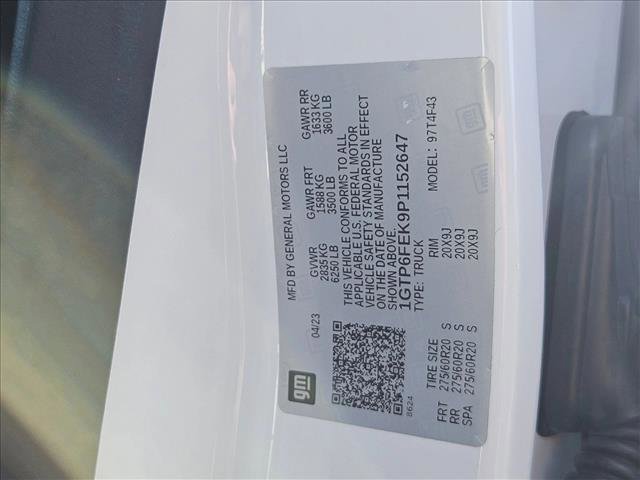 MFD BY GENERAL MOTORS LLC
04/23
GVWR GAWR FRT GAWR RR
2835 KG 1588 KG 1633 KG
6250 LB 3500 LB 3600 LB
THIS VEHICLE CONFORMS TO ALL
APPLICABLE U.S. FEDERAL MOTOR
VEHICLE SAFETY STANDARDS IN EFFECT
ON THE DATE OF MANUFACTURE
SHOWN ABOVE.
1GTP6FEK9P1152647
TYPE: TRUCK MODEL: 97T4F43
gm
8624
TIRE SIZE RIM
FRT 275/60R20 S 20X9J
RR 275/60R20 S 20X9J
SPA 275/60R20 S 20X9J
gm